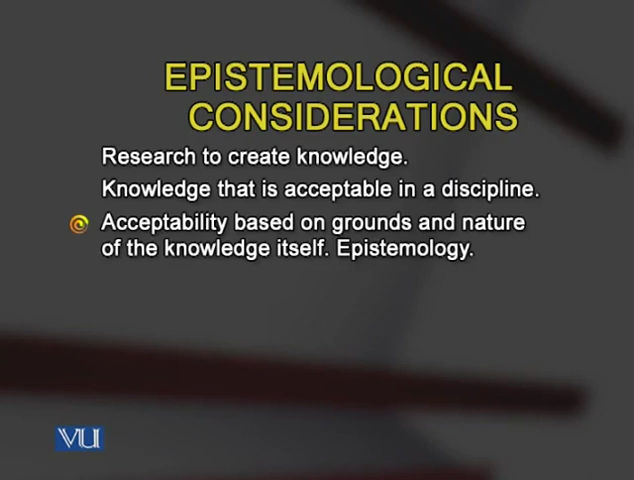 EPISTEMOLOGICAL
CONSIDERATIONS
Research to create knowledge.
Knowledge that is acceptable in a discipline.
Acceptability based on grounds and nature
of the knowledge itself. Epistemology.
VU